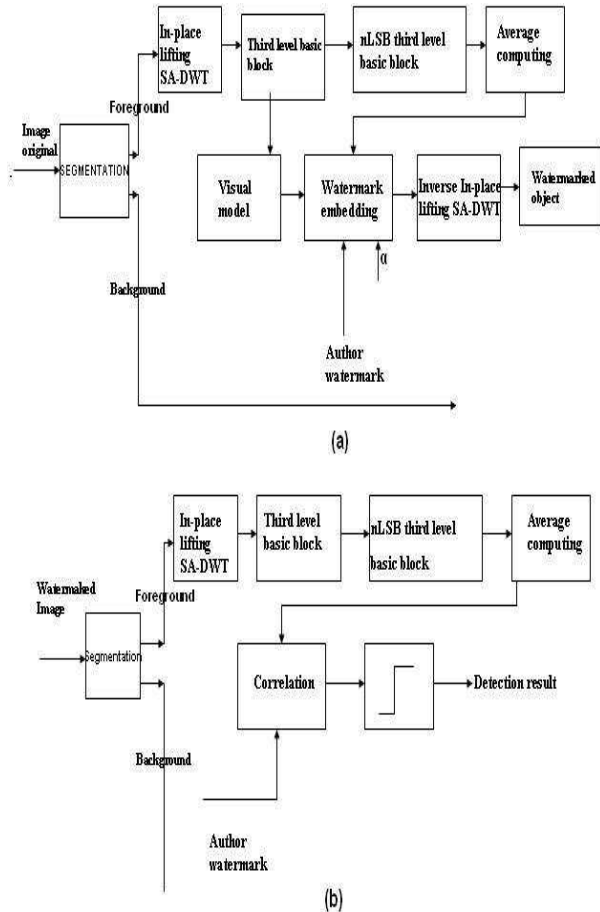 In-place
lifting
SA-DWT
Third level basic
block
nLSB third level
basic block
Average
computing
Foreground
Image
original
SEGMENTATION
Visual
model
Watermark
embedding
Inverse In-place
lifting SA-DWT
Watermarked
object
α
Background
Author
watermark
(a)
In-place
lifting
SA-DWT
Third level
basic block
nLSB third level
basic block
Average
computing
Foreground
Watermaked
Image
Segmentation
Correlation
Detection result
Background
Author
watermark
(b)